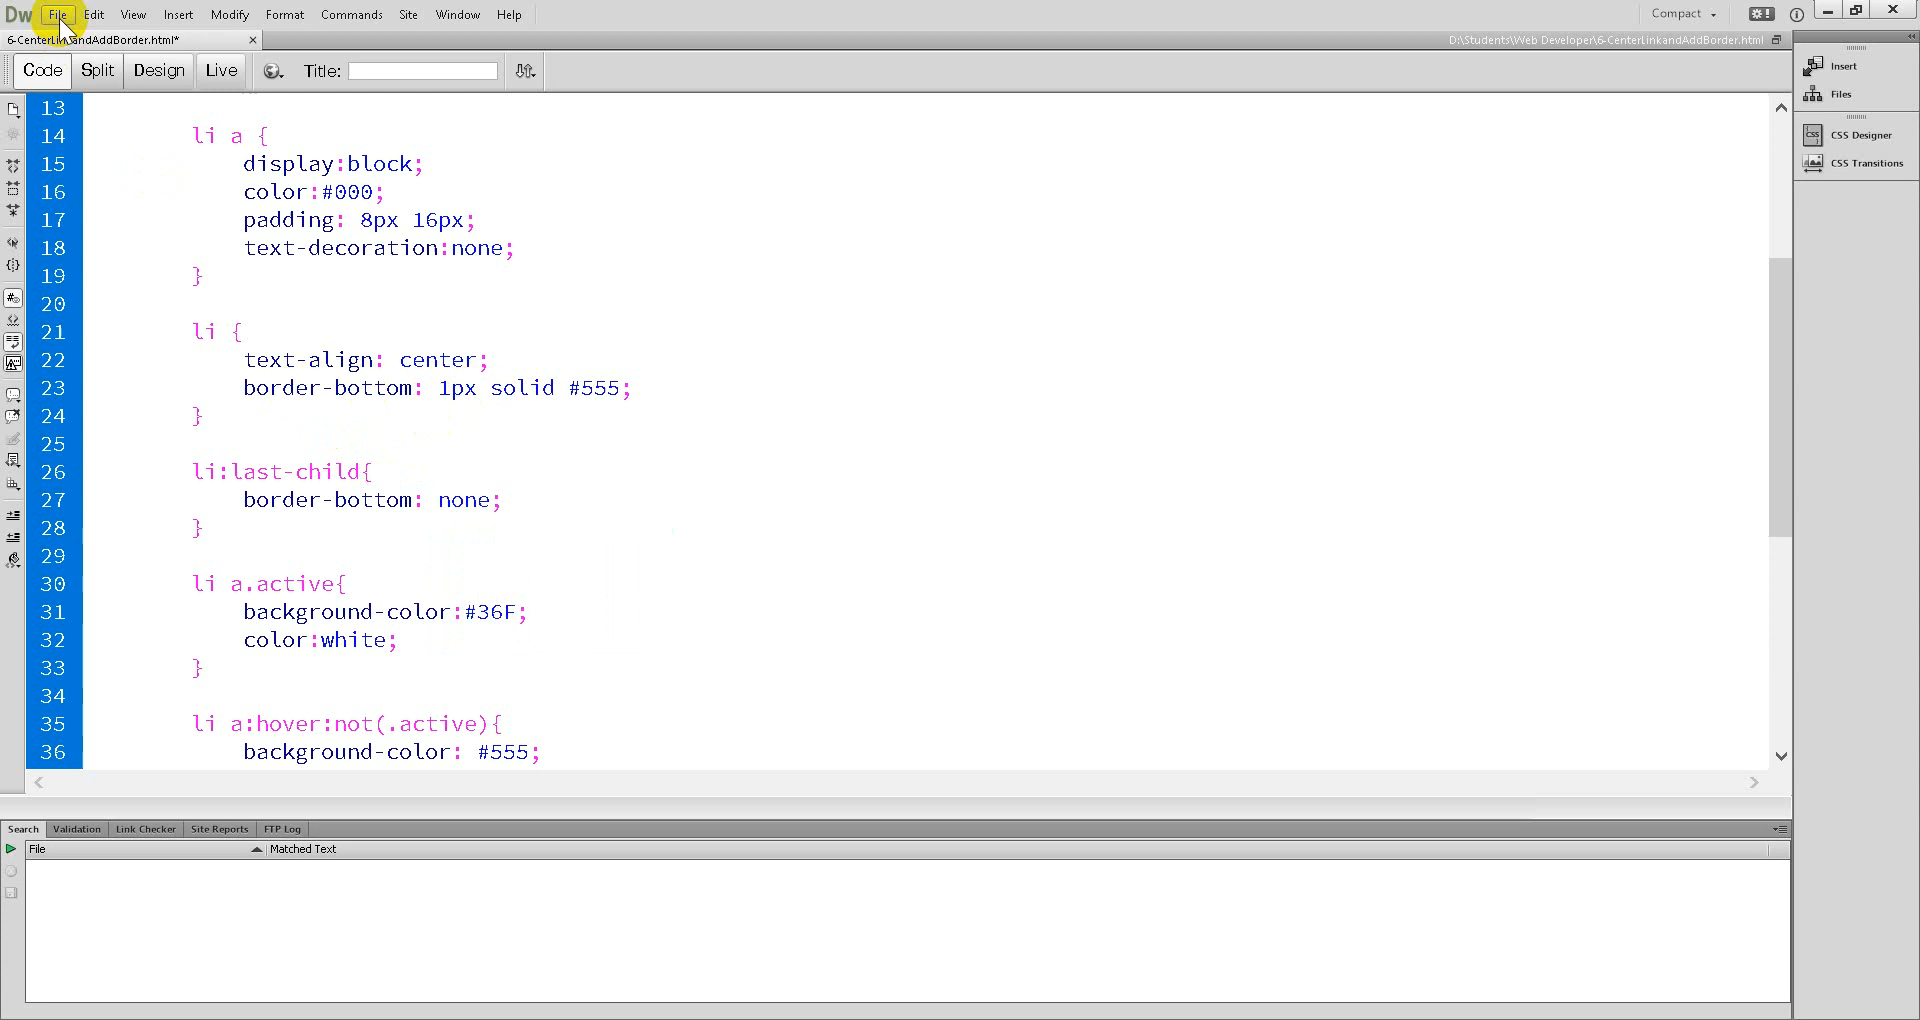 Dw File Edit View Insert Modify Format Commands Site Window Help Compact
6-CenterLinkandAddBorder.html* D:\Students\Web Developer\6-CenterLinkandAddBorder.html
Code Split Design Live Title:
Insert
Files
CSS Designer
CSS Transitions
13
14 li a {
15 display:block;
16 color:#000;
17 padding: 8px 16px;
18 text-decoration:none;
19 }
20
21 li {
22 text-align: center;
23 border-bottom: 1px solid #555;
24 }
25
26 li:last-child{
27 border-bottom: none;
28 }
29
30 li a.active{
31 background-color:#36F;
32 color:white;
33 }
34
35 li a:hover:not(.active){
36 background-color: #555;
Search Validation Link Checker Site Reports FTP Log
File Matched Text